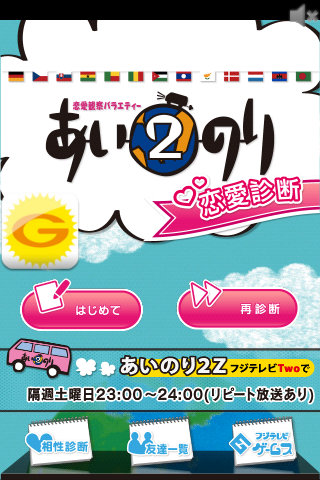 恋愛観察バラエティー
あい2のり
恋愛診断
G
はじめて
再診断
あいのり2Z フジテレビTwoで
隔週土曜日23:00～24:00(リピート放送あり)
相性診断
友達一覧
フジテレビ
ゲームス